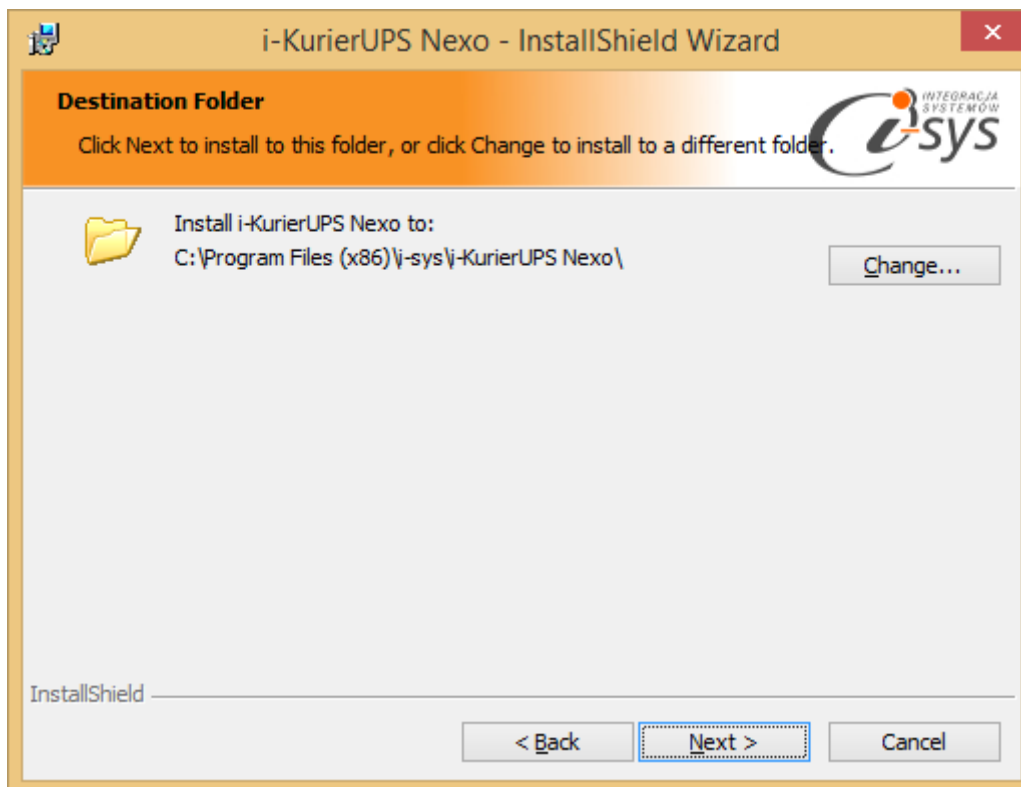 i-KurierUPS Nexo - InstallShield Wizard
Destination Folder
Click Next to install to this folder, or click Change to install to a different folder.
INTEGRACJA
SYSTEMÓW
i-sys
Install i-KurierUPS Nexo to:
C:\Program Files (x86)\i-sys\i-KurierUPS Nexo\
Change...
InstallShield
< Back
Next >
Cancel